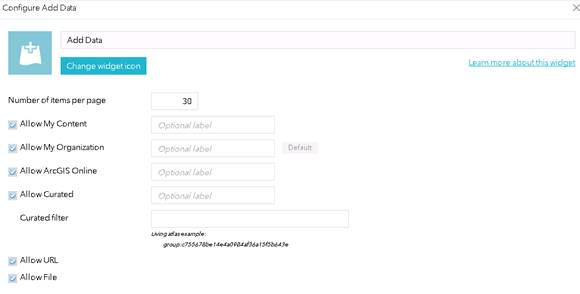 Configure Add Data
Add Data
Change widget icon
Learn more about this widget
Number of items per page 30
Allow My Content Optional label
Allow My Organization Optional label Default
Allow ArcGIS Online Optional label
Allow Curated Optional label
Curated filter
Living atlas example:
group:c755678be14e4a0984af36a15f5b643e
Allow URL
Allow File